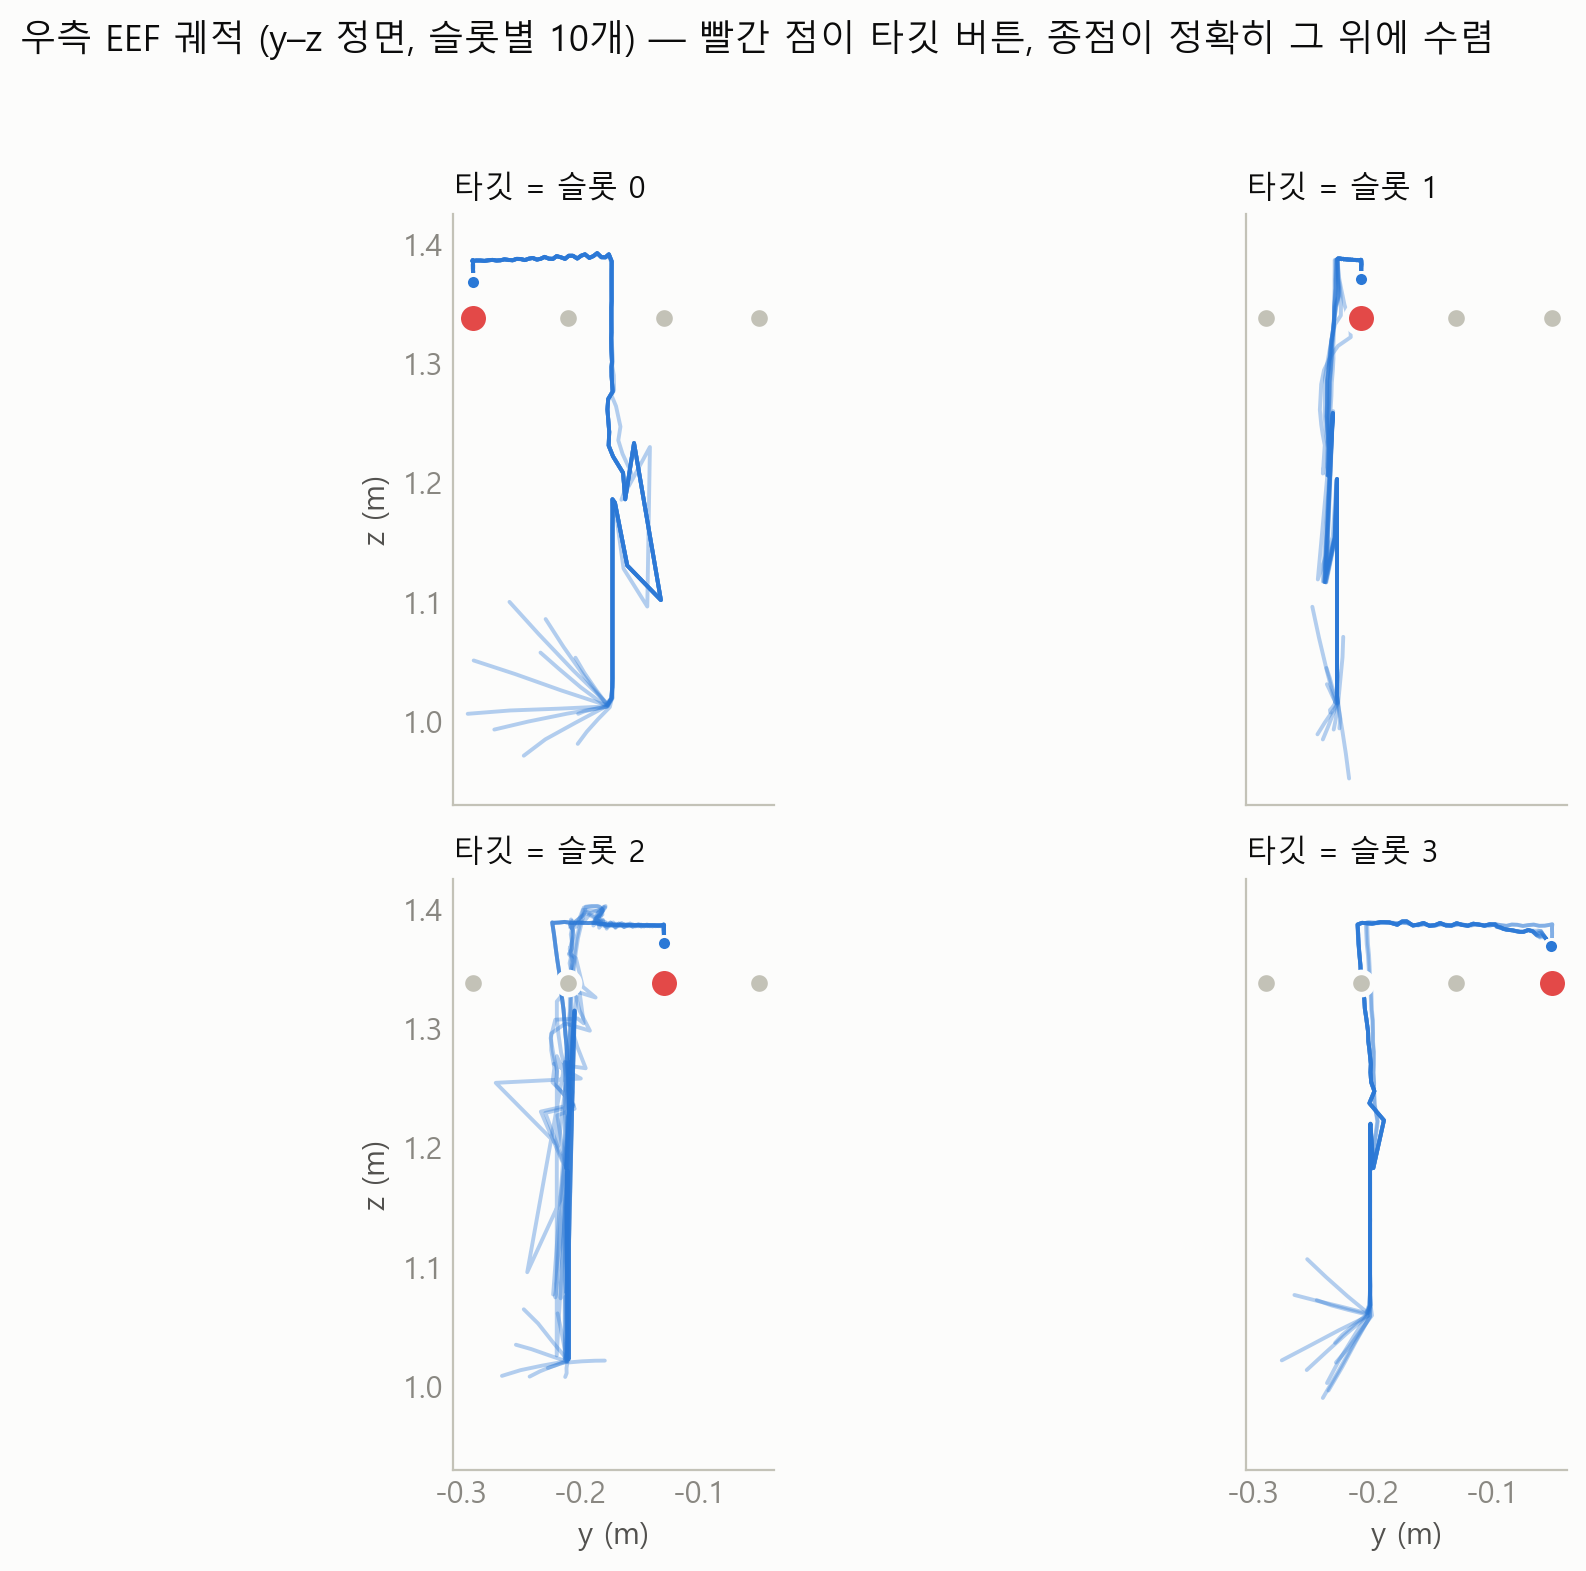 우측 EEF 궤적 (y–z 정면, 슬롯별 10개) — 빨간 점이 타깃 버튼, 종점이 정확히 그 위에 수렴
타깃 = 슬롯 0
타깃 = 슬롯 1
1.4
1.3
1.2
1.1
1.0
z (m)
타깃 = 슬롯 2
타깃 = 슬롯 3
1.4
1.3
1.2
1.1
1.0
z (m)
-0.3 -0.2 -0.1
-0.3 -0.2 -0.1
y (m)
y (m)